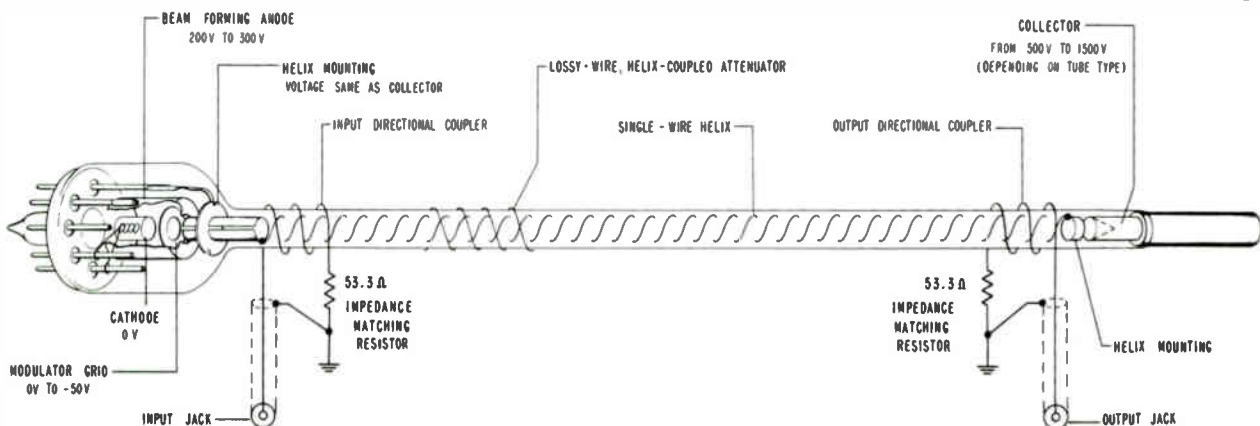 BEAM FORMING ANODE
200V TO 300V
HELIX MOUNTING
VOLTAGE SAME AS COLLECTOR
INPUT DIRECTIONAL COUPLER
LOSSY-WIRE, HELIX-COUPLED ATTENUATOR
SINGLE-WIRE HELIX
OUTPUT DIRECTIONAL COUPLER
COLLECTOR
FROM 500V TO 1500V
(DEPENDING ON TUBE TYPE)
CATHODE
0V
MODULATOR GRID
0V TO -50V
INPUT JACK
53.3Ω
IMPEDANCE
MATCHING
RESISTOR
53.3Ω
IMPEDANCE
MATCHING
RESISTOR
HELIX MOUNTING
OUTPUT JACK